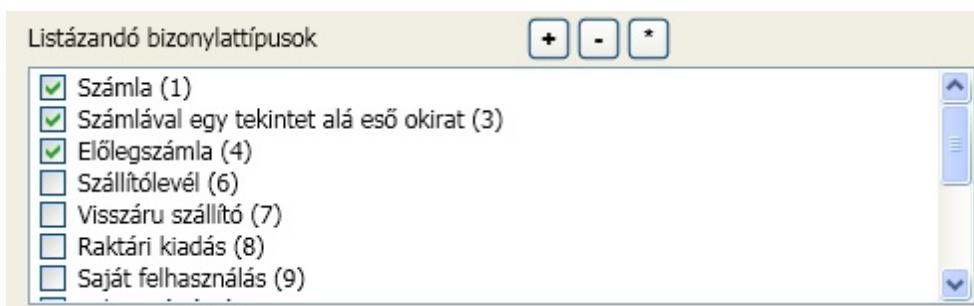 Listázandó bizonylattípusok + - *
Számla (1)
Számlával egy tekintet alá eső okirat (3)
Előlegszámla (4)
Szállítólevél (6)
Visszáru szállító (7)
Raktári kiadás (8)
Saját felhasználás (9)